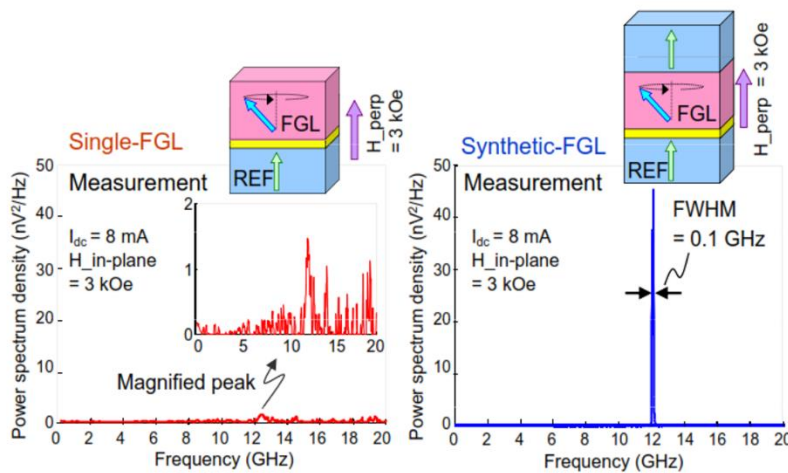 Single-FGL
FGL
REF
H_perp
= 3 kOe
Measurement
I_dc = 8 mA
H_in-plane
= 3 kOe
2
1
0
0
5
10
15
20
Magnified peak
Power spectrum density (nV²/Hz)
50
40
30
20
10
0
0 2 4 6 8 10 12 14 16 18 20
Frequency (GHz)
Synthetic-FGL
FGL
REF
H_perp = 3 kOe
Measurement
I_dc = 8 mA
H_in-plane
= 3 kOe
FWHM
= 0.1 GHz
Power spectrum density (nV²/Hz)
50
40
30
20
10
0
0 2 4 6 8 10 12 14 16 18 20
Frequency (GHz)